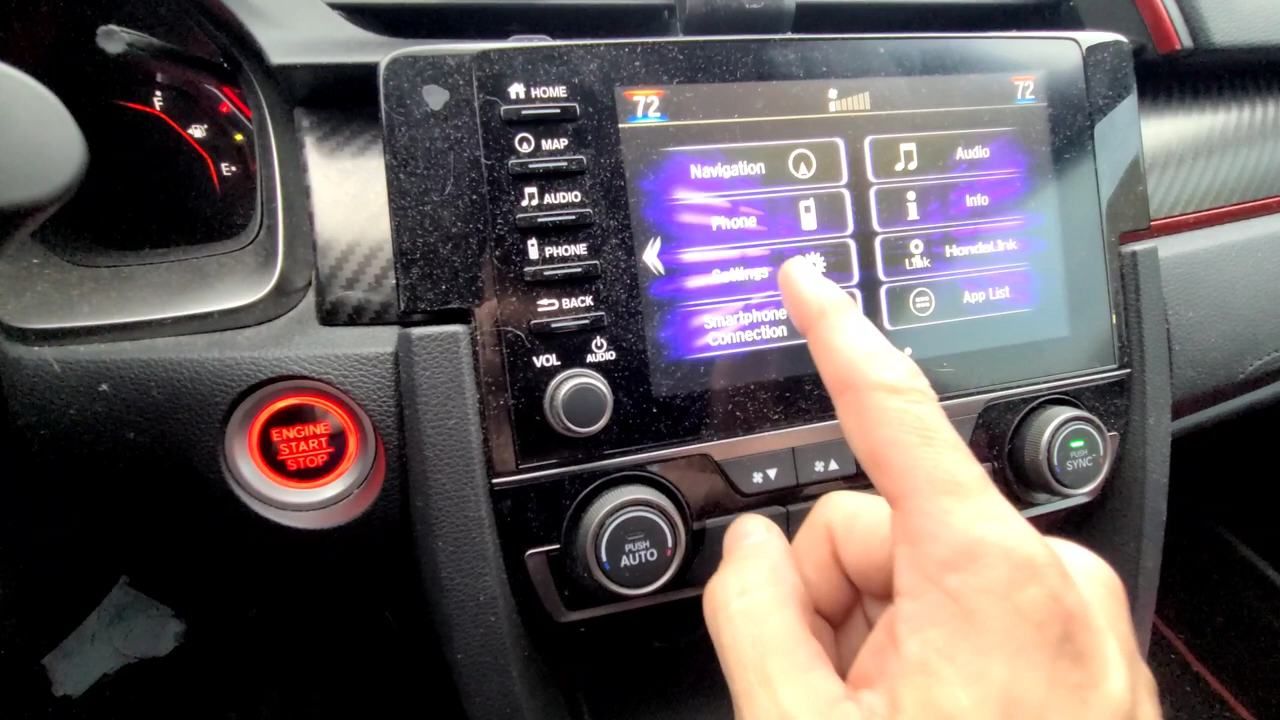 F
E
HOME
MAP
AUDIO
PHONE
BACK
VOL
AUDIO
72
72
Navigation
Audio
Phone
Info
Settings
Link
HondaLink
Smartphone
Connection
App List
ENGINE
START
STOP
PUSH
AUTO
PUSH
SYNC